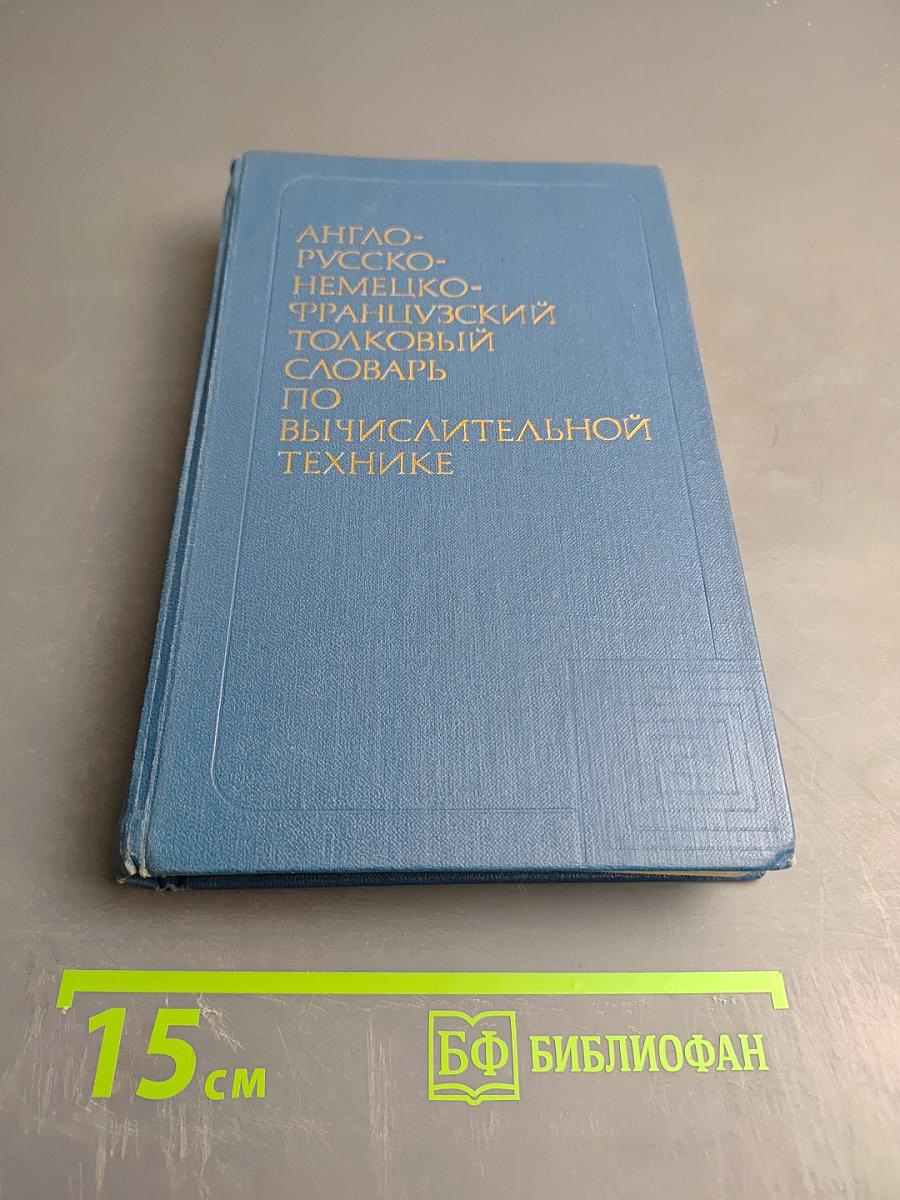 АНГЛО-
РУССКО-
НЕМЕЦКО-
ФРАНЦУЗСКИЙ
ТОЛКОВЫЙ
СЛОВАРЬ
ПО
ВЫЧИСЛИТЕЛЬНОЙ
ТЕХНИКЕ
15 см
БФ БИБЛИОФАН